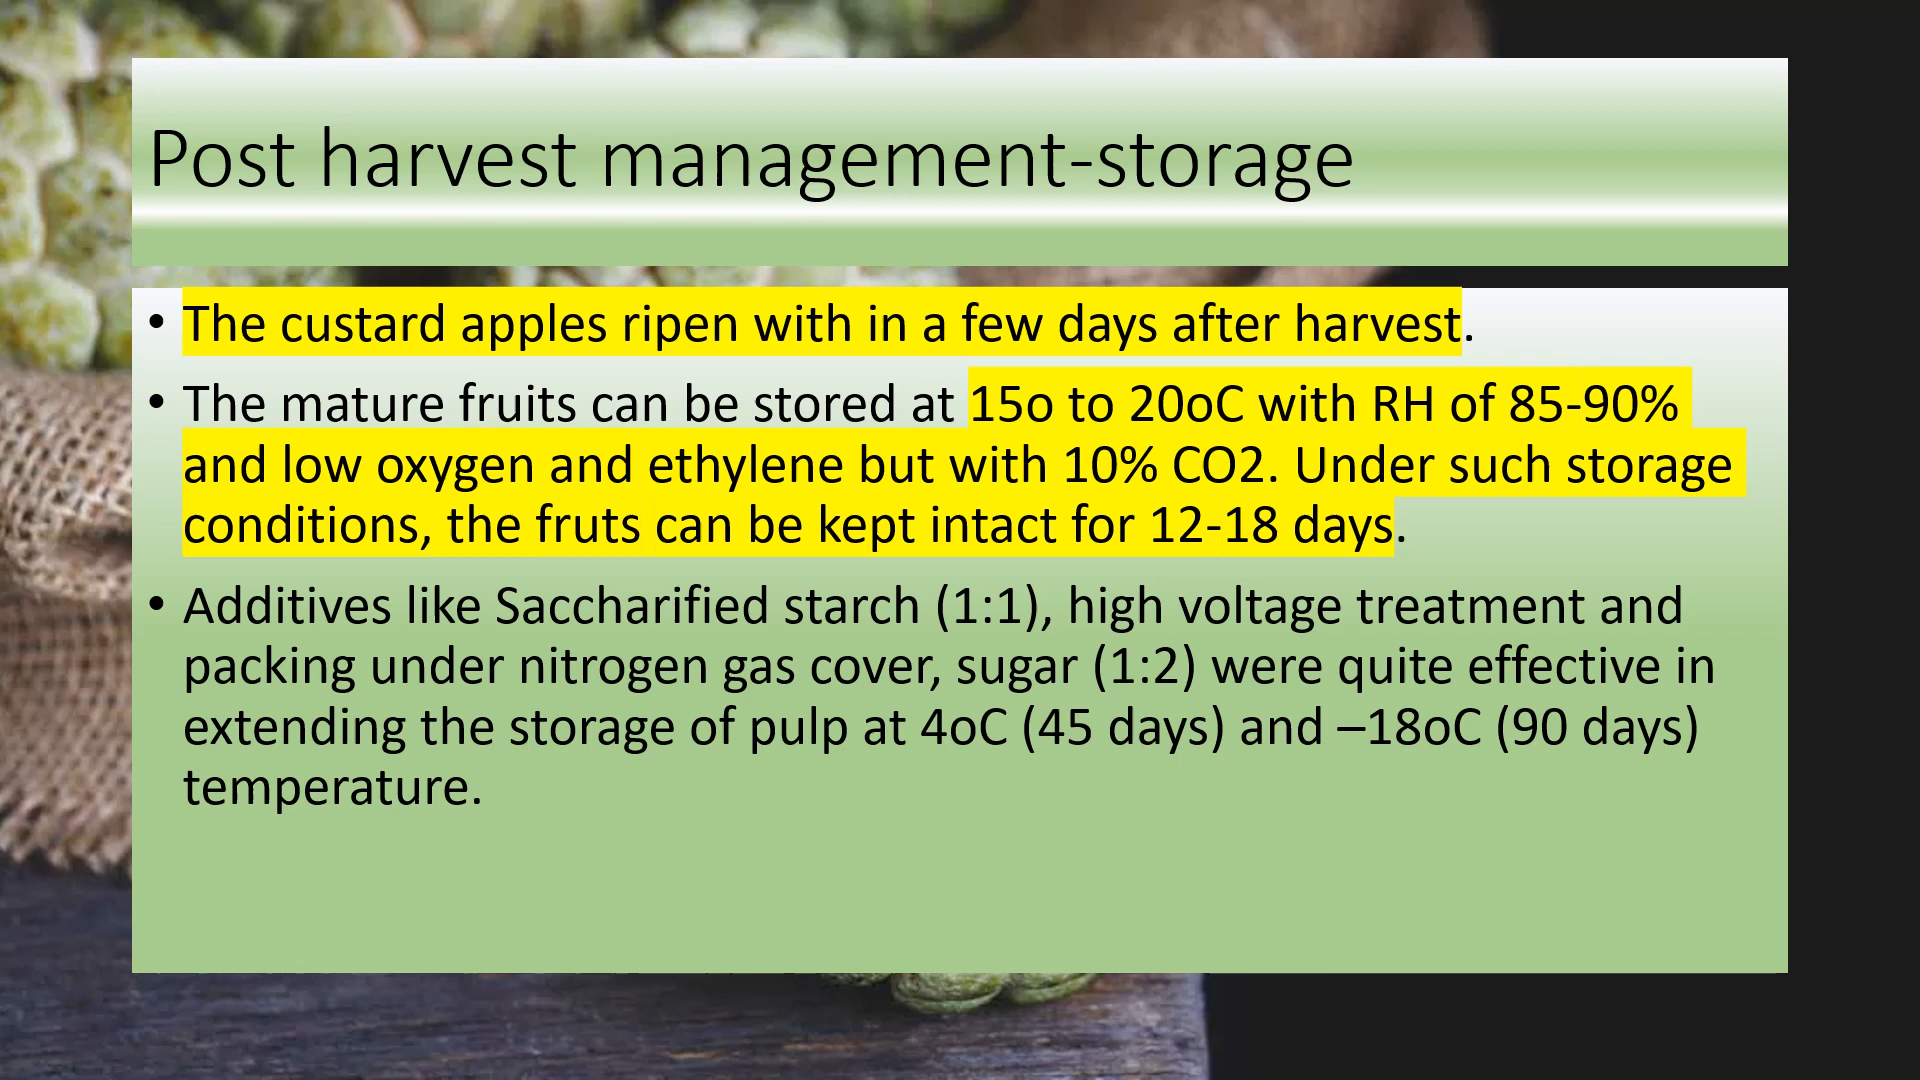 Post harvest management-storage
• The custard apples ripen with in a few days after harvest.
• The mature fruits can be stored at 15o to 20oC with RH of 85-90%
and low oxygen and ethylene but with 10% CO2. Under such storage
conditions, the fruts can be kept intact for 12-18 days.
• Additives like Saccharified starch (1:1), high voltage treatment and
packing under nitrogen gas cover, sugar (1:2) were quite effective in
extending the storage of pulp at 4oC (45 days) and –18oC (90 days)
temperature.